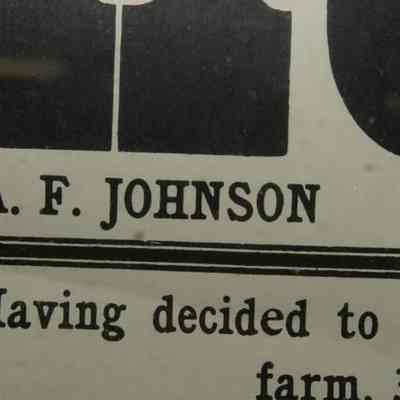 A. F. JOHNSON
Having decided to
farm,